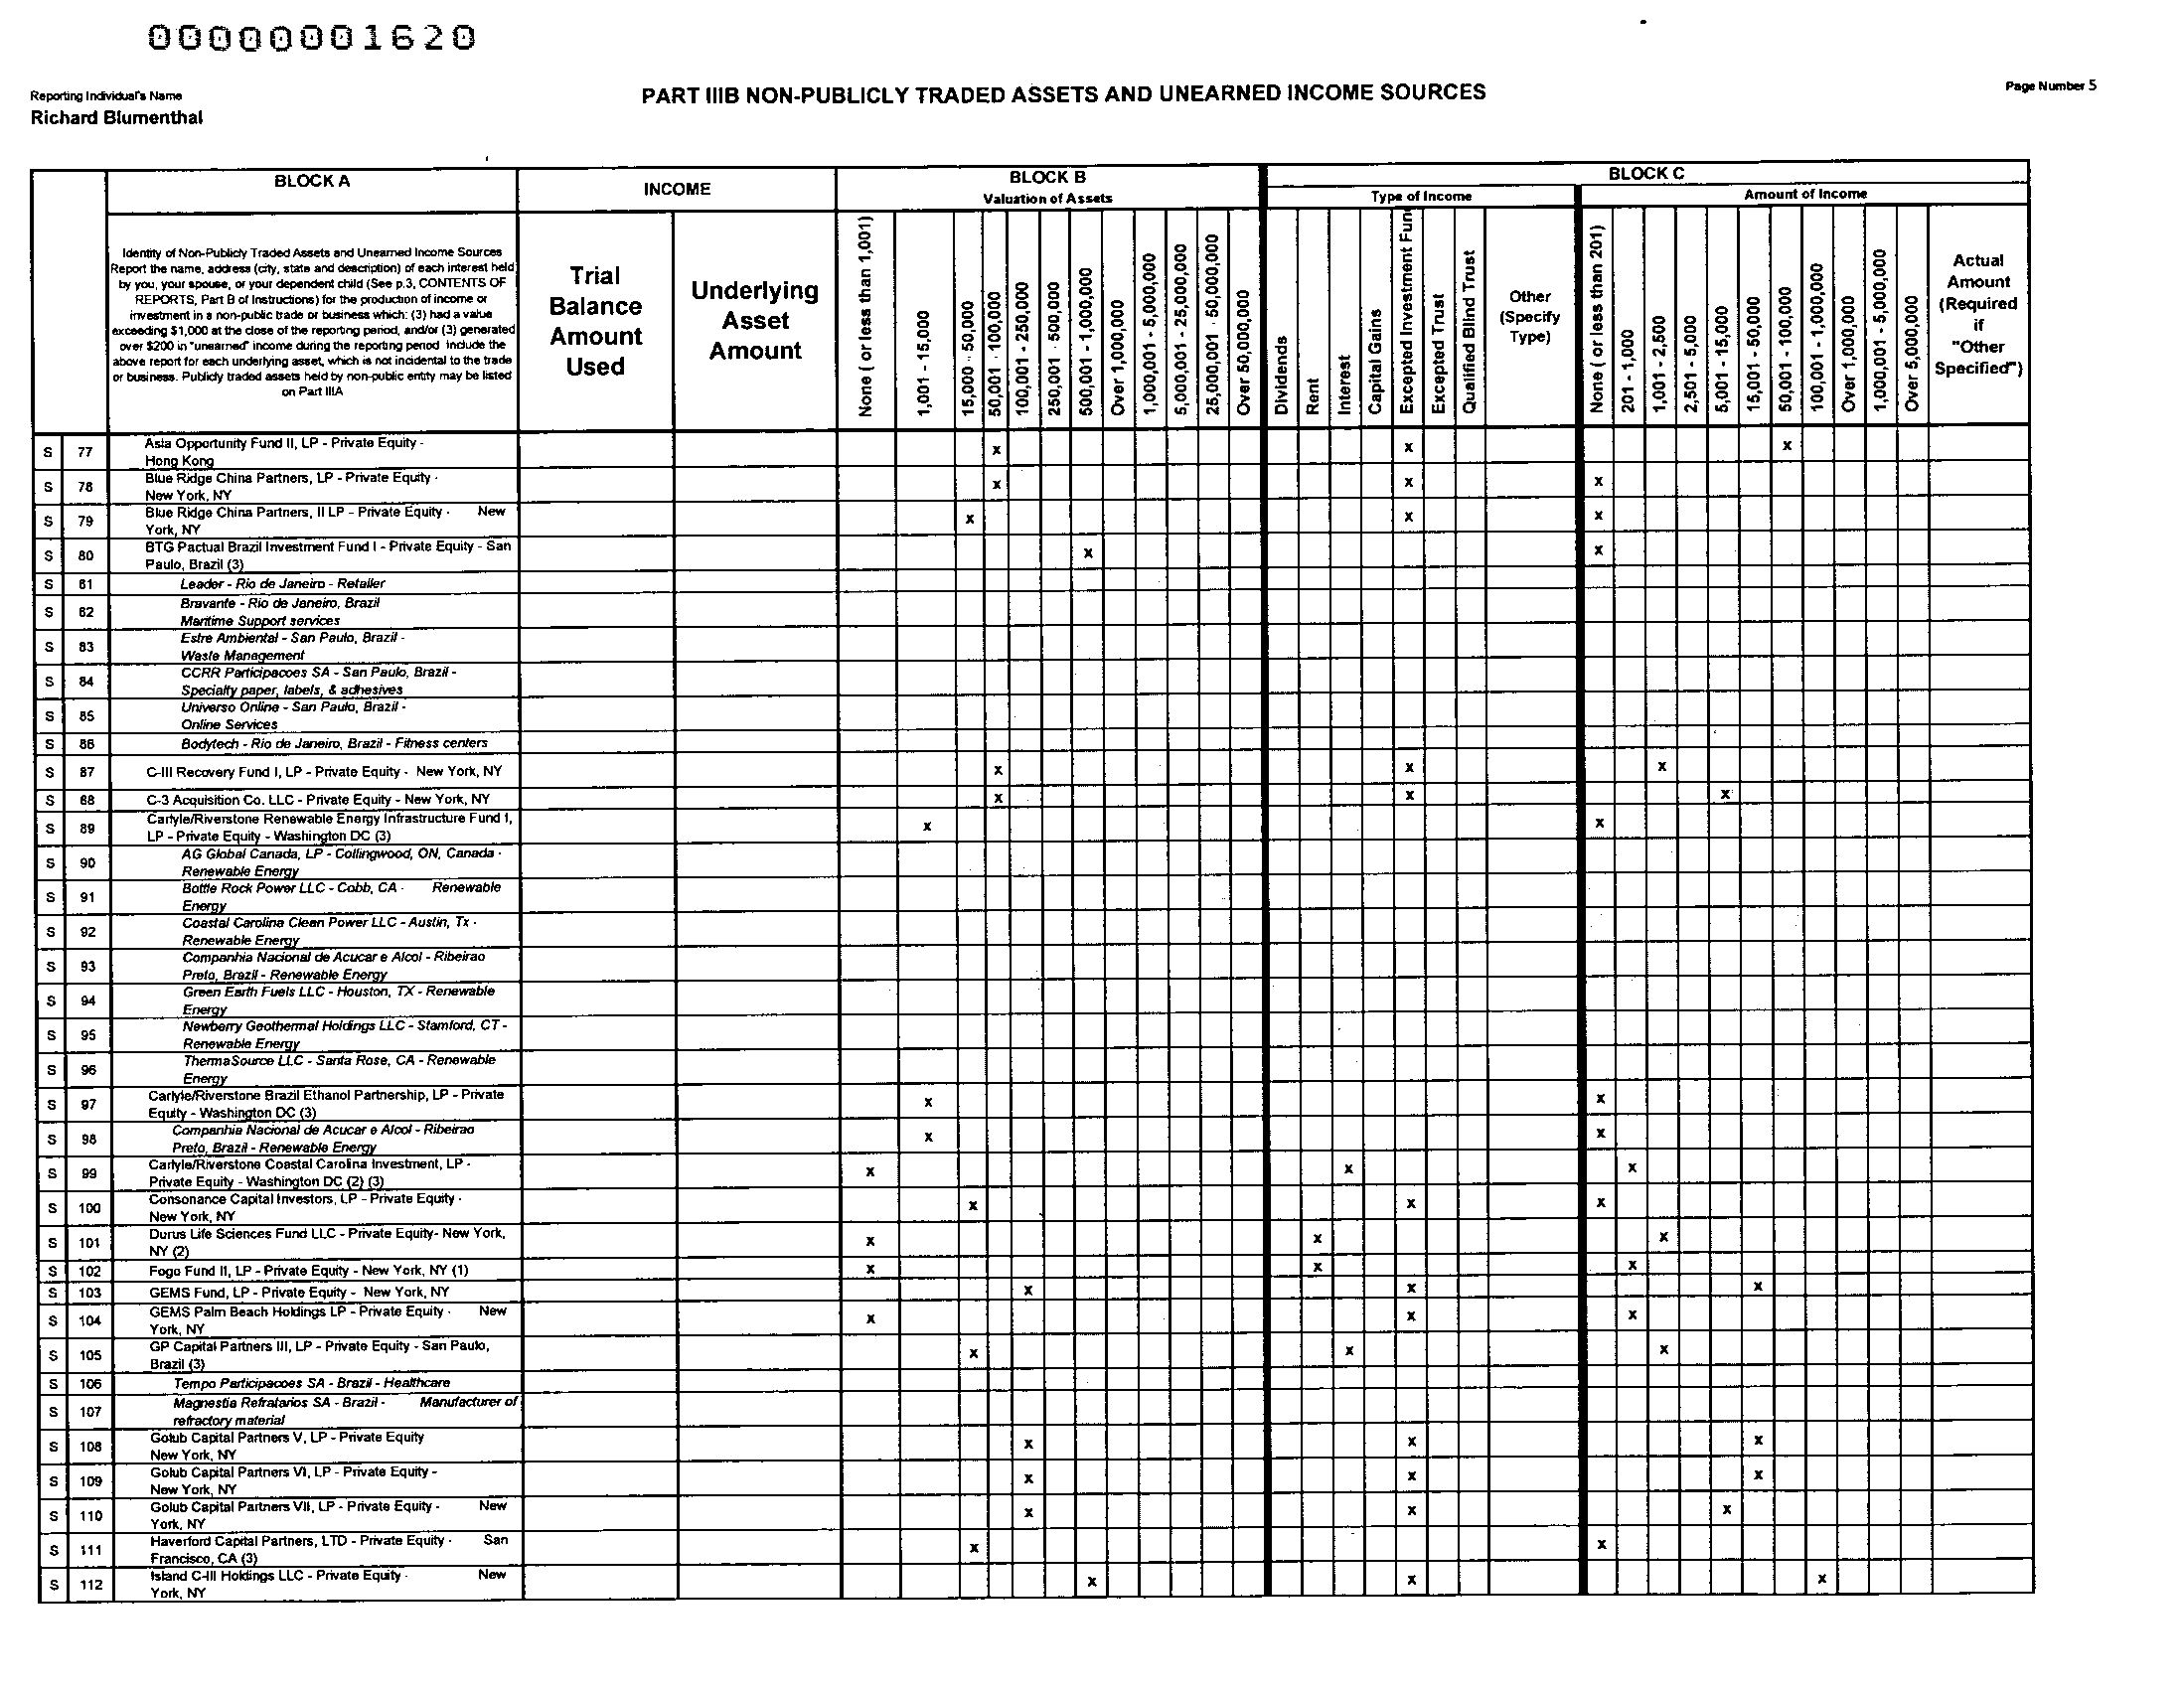 00000001620
Reporting Individual's Name
Richard Blumenthal
PART IIIB NON-PUBLICLY TRADED ASSETS AND UNEARNED INCOME SOURCES
Page Number 5
BLOCK A
INCOME
BLOCK B
Valuation of Assets
BLOCK C
Type of Income
Amount of Income
Identity of Non-Publicly Traded Assets and Unearned Income Sources
Report the name, address (city, state and description) of each interest held
by you, your spouse, or your dependent child (See p.3, CONTENTS OF
REPORTS, Part B of Instructions) for the production of income or
investment in a non-public trade or business which: (3) had a value
exceeding $1,000 at the close of the reporting period, and/or (3) generated
over $200 in "unearned" income during the reporting period. Include the
above report for each underlying asset, which is not incidental to the trade
or business. Publicly traded assets held by non-public entity may be listed
on Part IIIA
Trial
Balance
Amount
Used
Underlying
Asset
Amount
None ( or less than 1,001)
1,001 - 15,000
15,000 - 50,000
50,001 - 100,000
100,001 - 250,000
250,001 - 500,000
500,001 - 1,000,000
Over 1,000,000
1,000,001 - 5,000,000
5,000,001 - 25,000,000
25,000,001 - 50,000,000
Over 50,000,000
Dividends
Rent
Interest
Capital Gains
Excepted Investment Fund
Excepted Trust
Qualified Blind Trust
Other
(Specify
Type)
None ( or less than 201)
201 - 1,000
1,001 - 2,500
2,501 - 5,000
5,001 - 15,000
15,001 - 50,000
50,001 - 100,000
100,001 - 1,000,000
Over 1,000,000
1,000,001 - 5,000,000
Over 5,000,000
Actual
Amount
(Required
if
"Other
Specified")
S 77 Asia Opportunity Fund II, LP - Private Equity -
Hong Kong x x x
S 78 Blue Ridge China Partners, LP - Private Equity -
New York, NY x x x
S 79 Blue Ridge China Partners, II LP - Private Equity - New
York, NY x x x
S 80 BTG Pactual Brazil Investment Fund I - Private Equity - San
Paulo, Brazil (3) x x
S 81 Leader - Rio de Janeiro - Retailer
S 82 Bravante - Rio de Janeiro, Brazil
Maritime Support services
S 83 Estre Ambiental - San Paulo, Brazil -
Waste Management
S 84 CCRR Participacoes SA - San Paulo, Brazil -
Specialty paper, labels, & adhesives
S 85 Universo Online - San Paulo, Brazil -
Online Services
S 86 Bodytech - Rio de Janeiro, Brazil - Fitness centers
S 87 C-III Recovery Fund I, LP - Private Equity - New York, NY x x x
S 88 C-3 Acquisition Co. LLC - Private Equity - New York, NY x x x
S 89 Carlyle/Riverstone Renewable Energy Infrastructure Fund I,
LP - Private Equity - Washington DC (3) x x
S 90 AG Global Canada, LP - Collingwood, ON, Canada -
Renewable Energy
S 91 Bottle Rock Power LLC - Cobb, CA - Renewable
Energy
S 92 Coastal Carolina Clean Power LLC - Austin, Tx -
Renewable Energy
S 93 Companhia Nacional de Acucar e Alcol - Ribeirao
Preto, Brazil - Renewable Energy
S 94 Green Earth Fuels LLC - Houston, TX - Renewable
Energy
S 95 Newberry Geothermal Holdings LLC - Stamford, CT -
Renewable Energy
S 96 ThermaSource LLC - Santa Rose, CA - Renewable
Energy
S 97 Carlyle/Riverstone Brazil Ethanol Partnership, LP - Private
Equity - Washington DC (3) x x
S 98 Companhia Nacional de Acucar e Alcol - Ribeirao
Preto, Brazil - Renewable Energy x x
S 99 Carlyle/Riverstone Coastal Carolina Investment, LP -
Private Equity - Washington DC (2) (3) x x x
S 100 Consonance Capital Investors, LP - Private Equity -
New York, NY x x x
S 101 Durus Life Sciences Fund LLC - Private Equity- New York,
NY (2) x x x
S 102 Fogo Fund II, LP - Private Equity - New York, NY (1) x x x
S 103 GEMS Fund, LP - Private Equity - New York, NY x x x
S 104 GEMS Palm Beach Holdings LP - Private Equity - New
York, NY x x x
S 105 GP Capital Partners III, LP - Private Equity - San Paulo,
Brazil (3) x x x
S 106 Tempo Participacoes SA - Brazil - Healthcare
S 107 Magnestia Refratarios SA - Brazil - Manufacturer of
refractory material
S 108 Golub Capital Partners V, LP - Private Equity
New York, NY x x x
S 109 Golub Capital Partners VI, LP - Private Equity -
New York, NY x x x
S 110 Golub Capital Partners VII, LP - Private Equity - New
York, NY x x x
S 111 Haverford Capital Partners, LTD - Private Equity - San
Francisco, CA (3) x x
S 112 Island C-III Holdings LLC - Private Equity - New
York, NY x x x